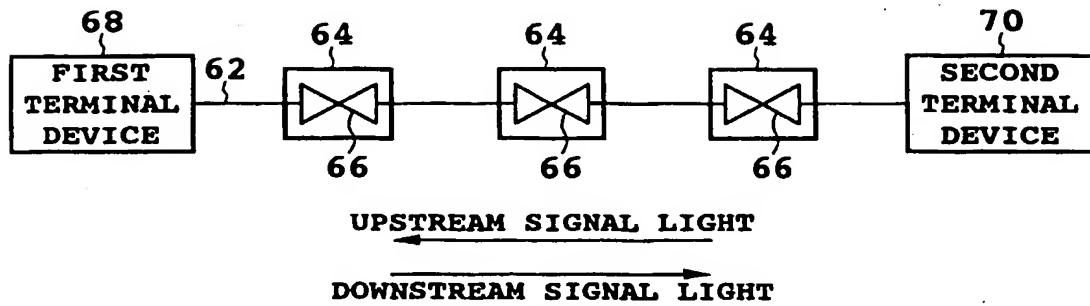 68
64
64
64
70
FIRST
TERMINAL
DEVICE
62
SECOND
TERMINAL
DEVICE
66
66
66
UPSTREAM SIGNAL LIGHT
DOWNSTREAM SIGNAL LIGHT